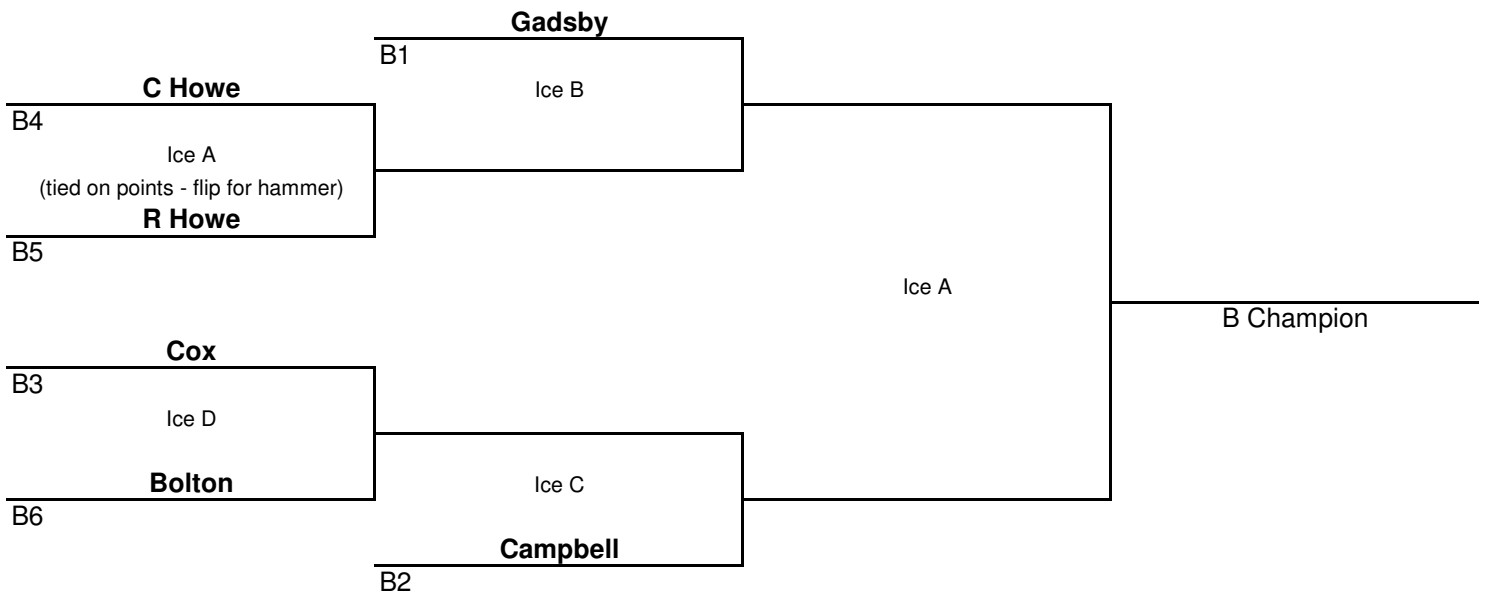 Gadsby
B1
Ice B
C Howe
B4
Ice A
(tied on points - flip for hammer)
R Howe
B5
Ice A
B Champion
Cox
B3
Ice D
Bolton
B6
Ice C
Campbell
B2